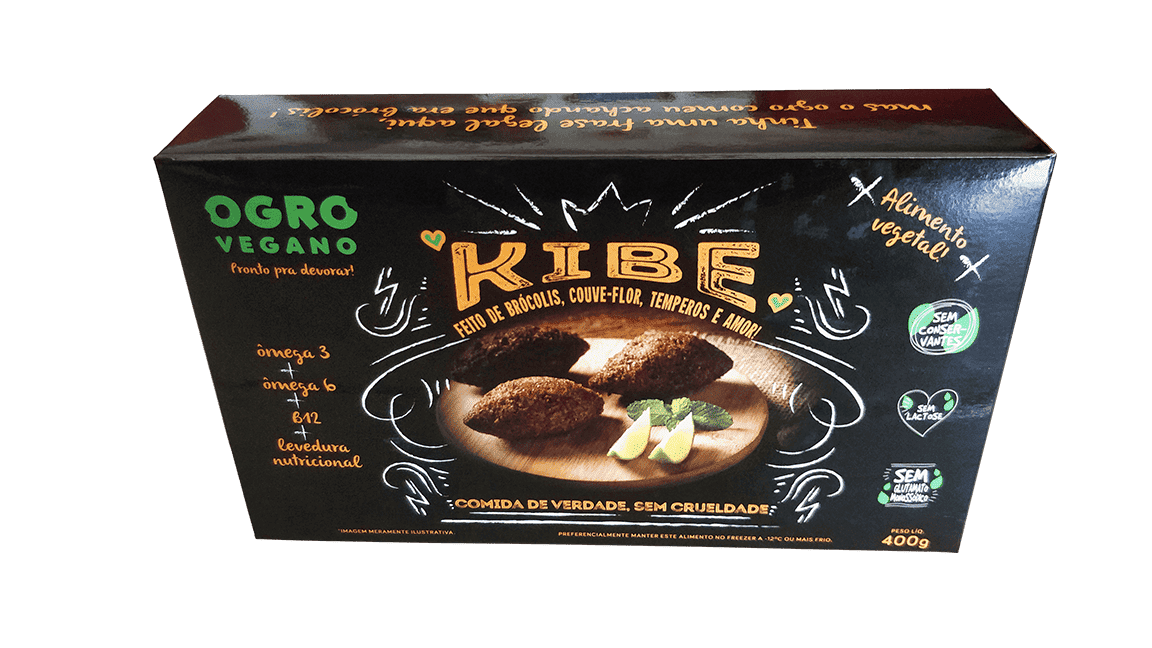 Tinha uma frase legal aqui,
mas o ogro comeu achando que era brócolis!
OGRO
VEGANO
Pronto pra devorar!
KIBE
FEITO DE BRÓCOLIS, COUVE-FLOR, TEMPEROS E AMOR!
Alimento
vegetal!
ômega 3
+
ômega 6
+
B12
+
levedura
nutricional
SEM
CONSER-
VANTES
SEM
LACTOSE
SEM
GLUTAMATO
MONOSSÓDICO
COMIDA DE VERDADE, SEM CRUELDADE
*IMAGEM MERAMENTE ILUSTRATIVA.
PREFERENCIALMENTE MANTER ESTE ALIMENTO NO FREEZER A -12°C OU MAIS FRIO.
PESO LÍQ.
400g